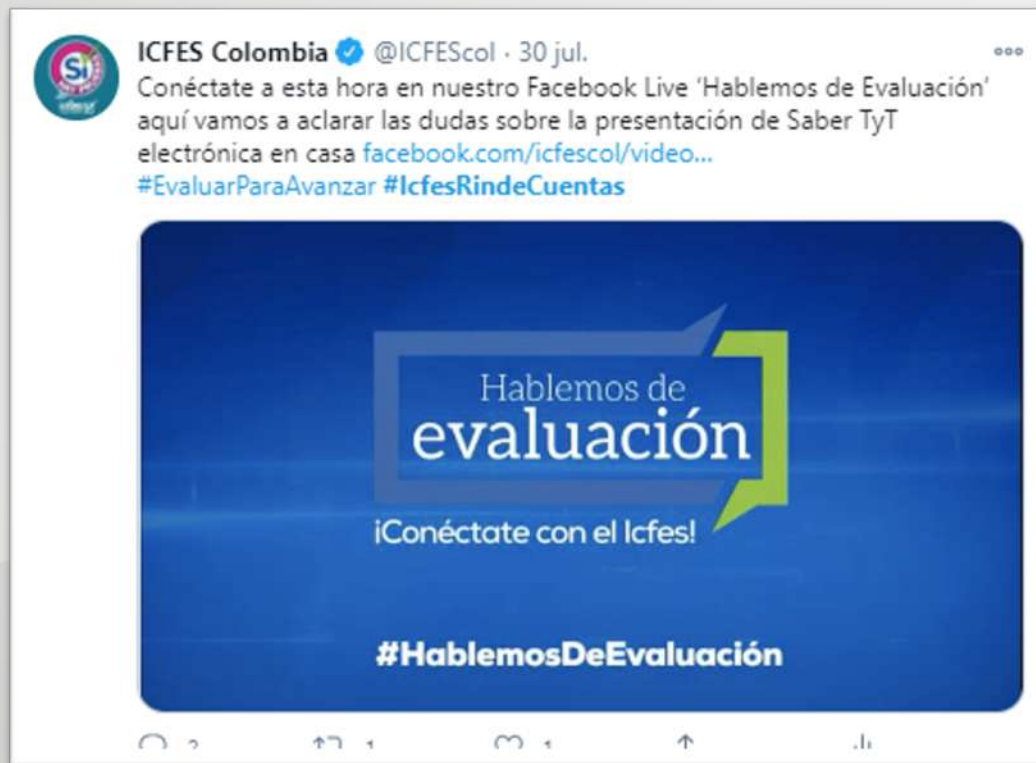 ICFES Colombia @ICFEScol · 30 jul.
Conéctate a esta hora en nuestro Facebook Live ‘Hablemos de Evaluación’
aquí vamos a aclarar las dudas sobre la presentación de Saber TyT
electrónica en casa facebook.com/icfescol/video...
#EvaluarParaAvanzar #IcfesRindeCuentas
Hablemos de
evaluación
¡Conéctate con el Icfes!
#HablemosDeEvaluación